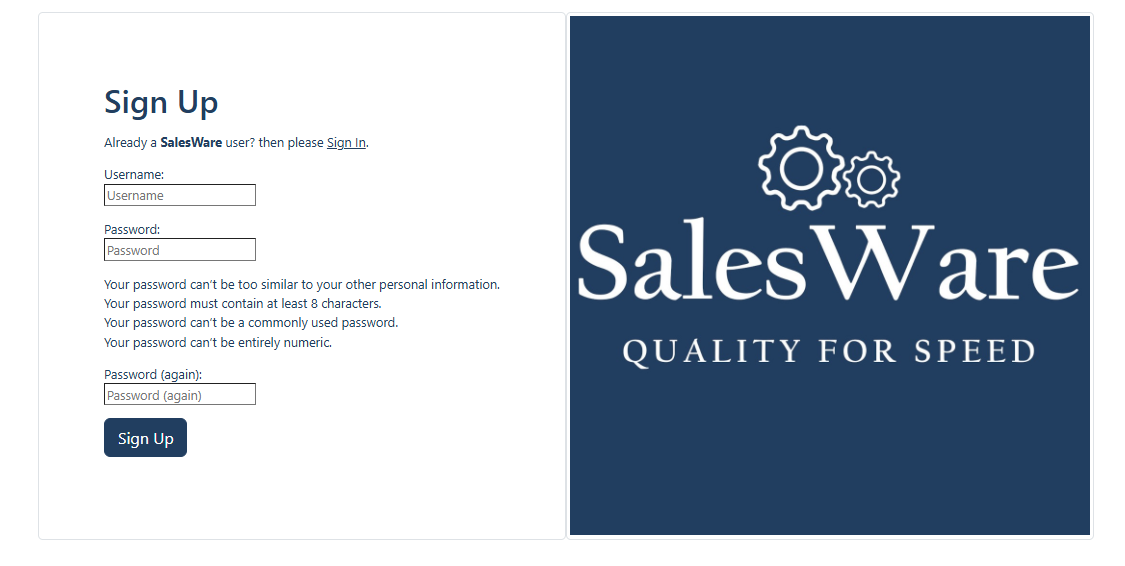 Sign Up
Already a SalesWare user? then please Sign In.
Username:
Username
Password:
Password
Your password can't be too similar to your other personal information.
Your password must contain at least 8 characters.
Your password can't be a commonly used password.
Your password can't be entirely numeric.
Password (again):
Password (again)
Sign Up
SalesWare
QUALITY FOR SPEED